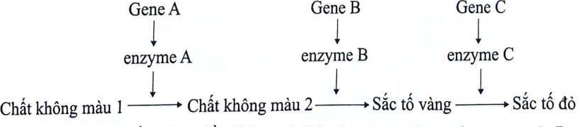 Gene A Gene B Gene C
enzyme A enzyme B enzyme C
Chất không màu 1 Chất không màu 2 Sắc tố vàng Sắc tố đỏ